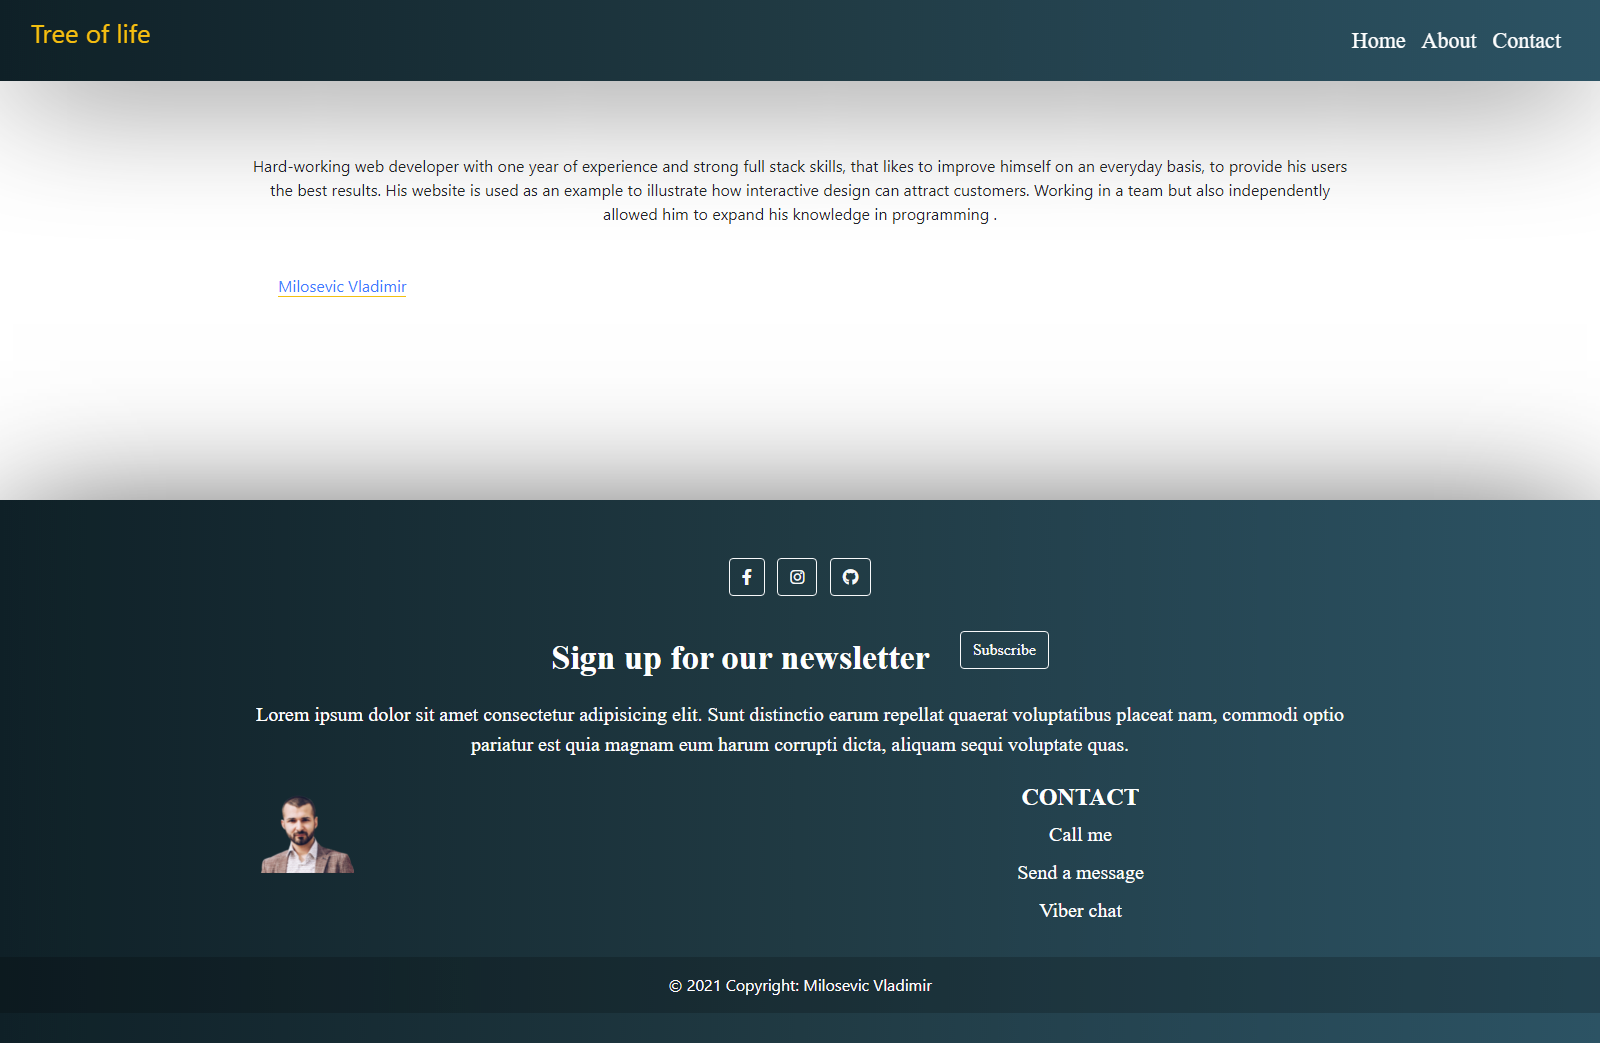 Tree of life
Home About Contact
Hard-working web developer with one year of experience and strong full stack skills, that likes to improve himself on an everyday basis, to provide his users
the best results. His website is used as an example to illustrate how interactive design can attract customers. Working in a team but also independently
allowed him to expand his knowledge in programming .
Milosevic Vladimir
Sign up for our newsletter Subscribe
Lorem ipsum dolor sit amet consectetur adipisicing elit. Sunt distinctio earum repellat quaerat voluptatibus placeat nam, commodi optio
pariatur est quia magnam eum harum corrupti dicta, aliquam sequi voluptate quas.
CONTACT
Call me
Send a message
Viber chat
© 2021 Copyright: Milosevic Vladimir